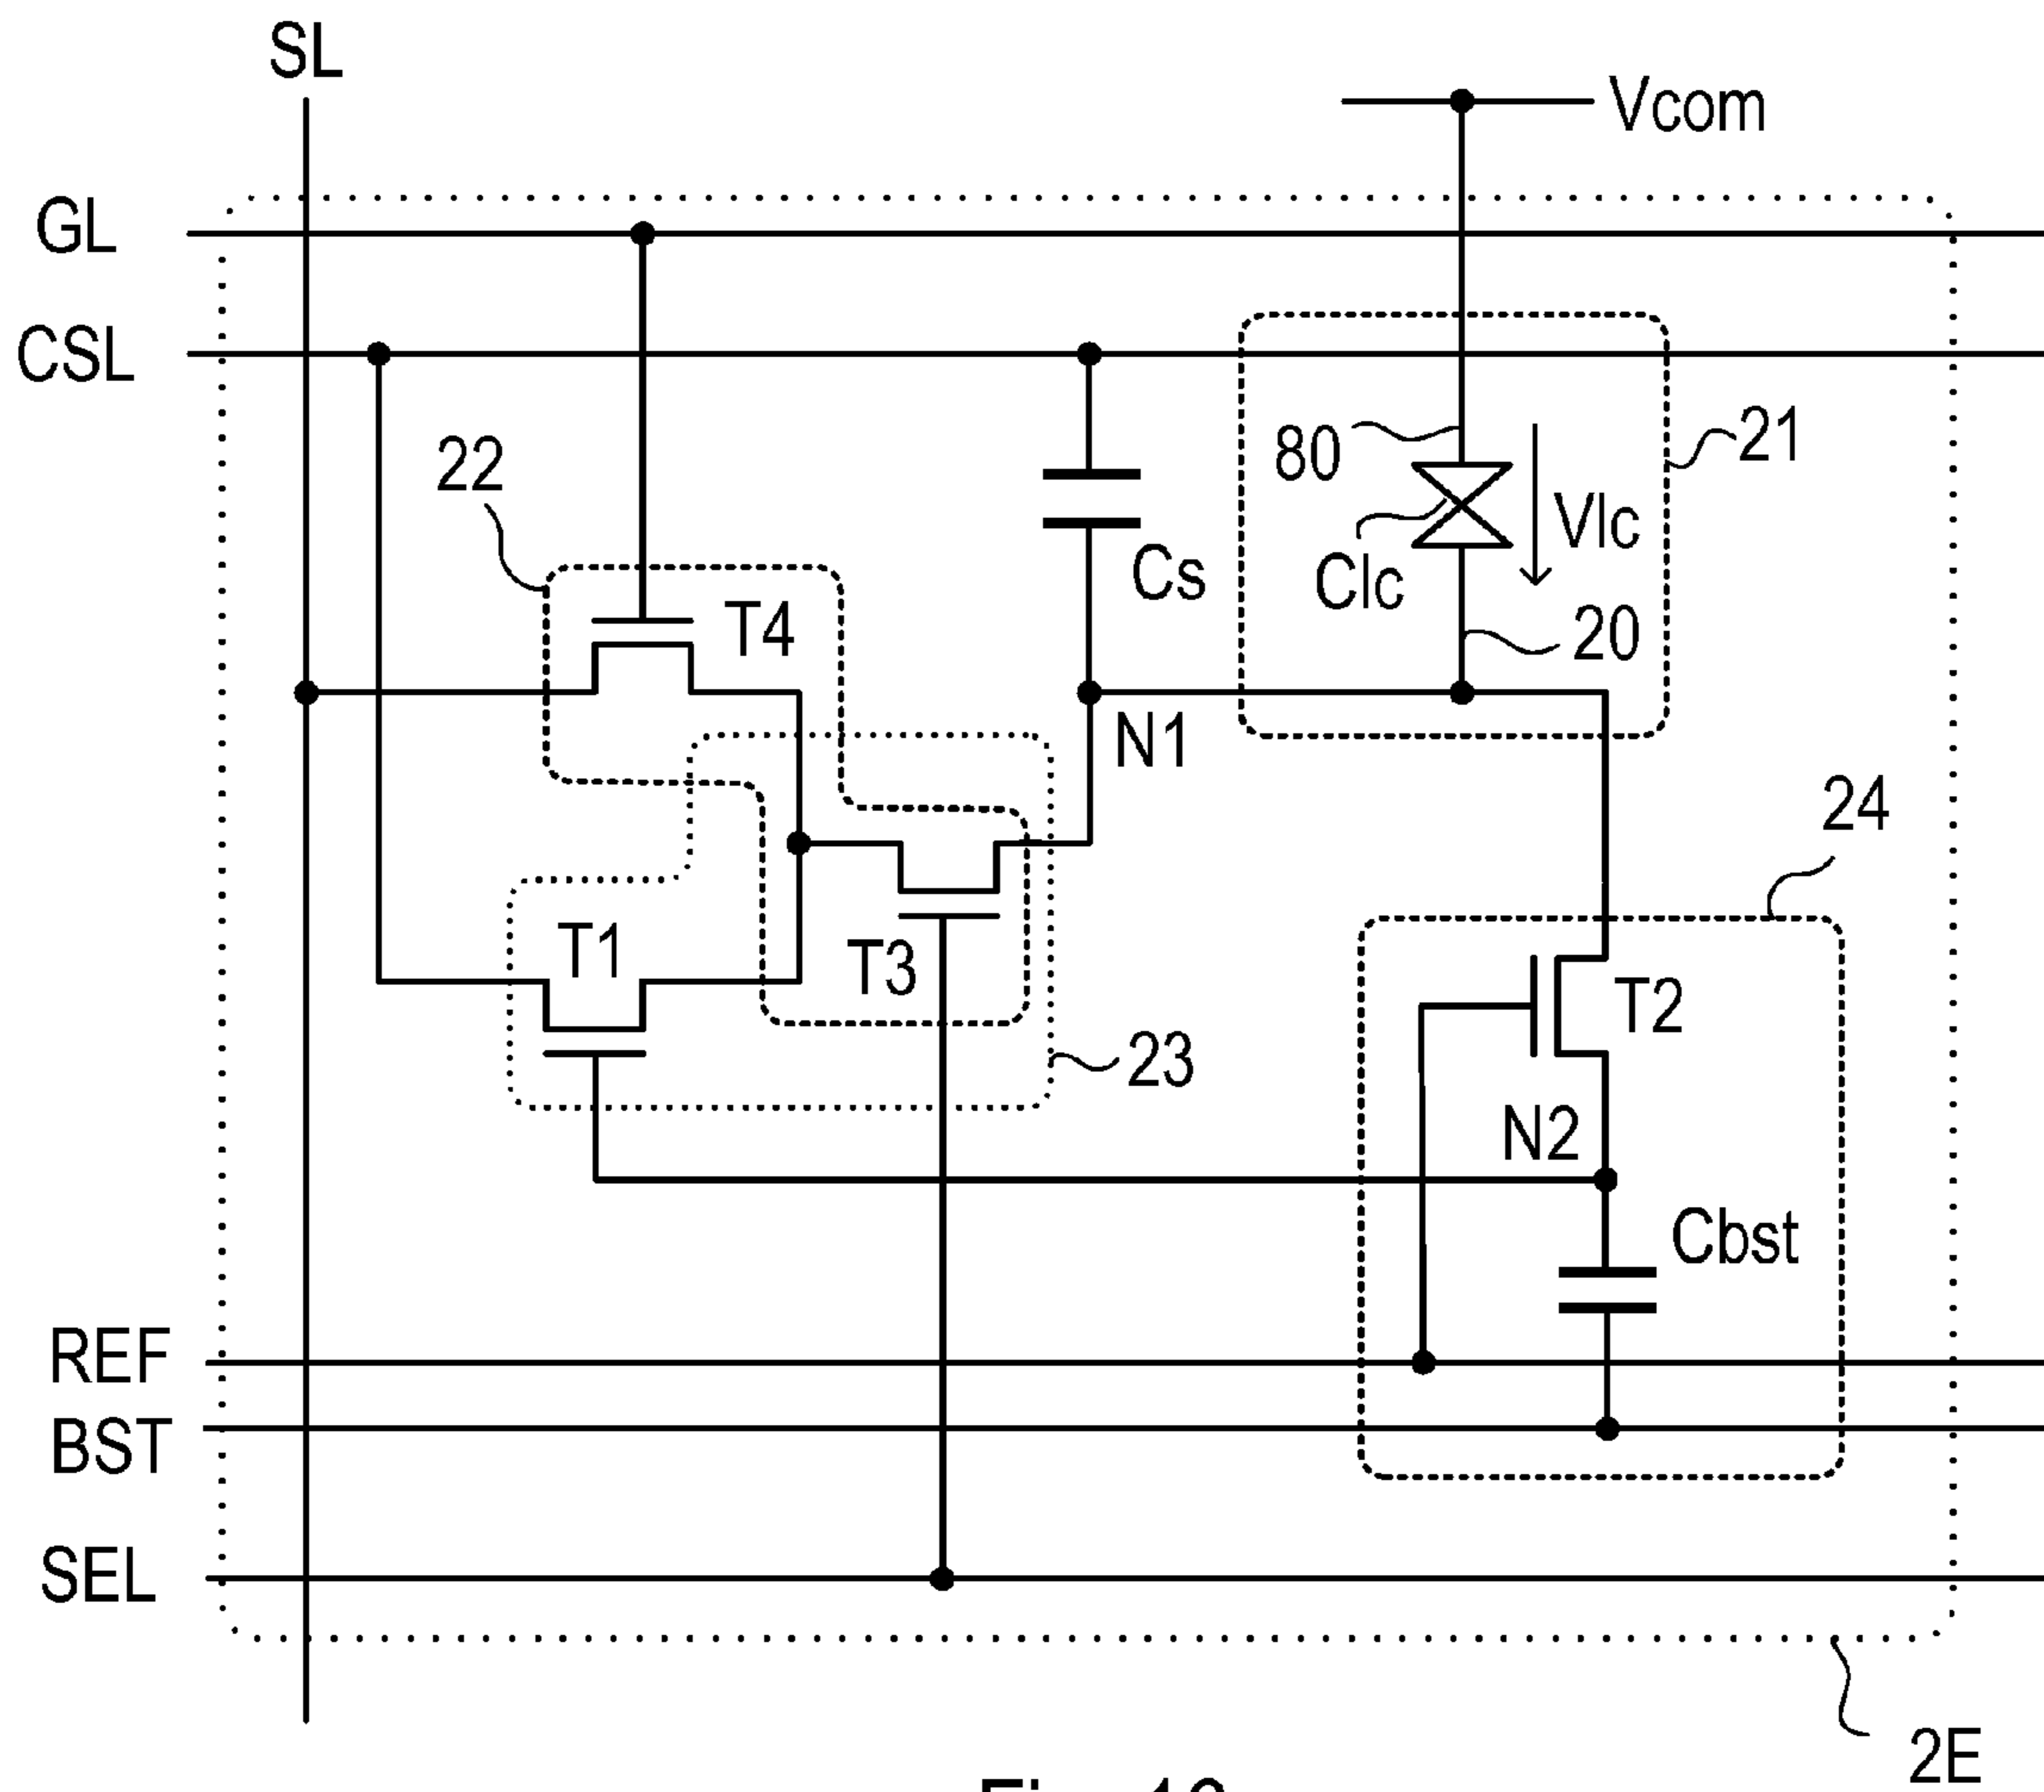 SL
Vcom
GL
CSL
22
80
21
Vlc
Cs
Clc
T4
20
N1
24
T1
T3
T2
23
N2
Cbst
REF
BST
SEL
2E